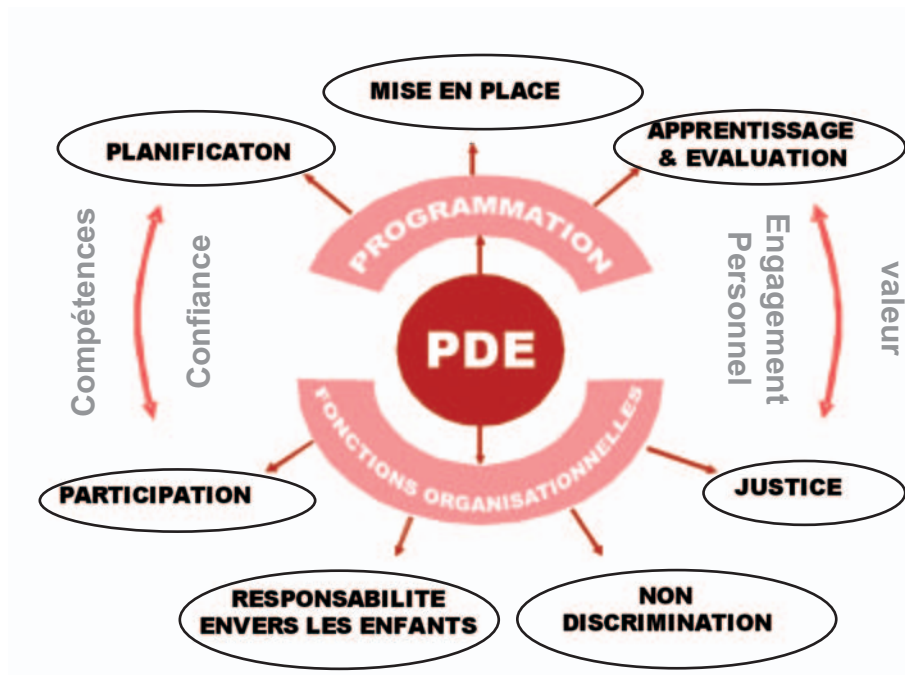 MISE EN PLACE
PLANIFICATON
APPRENTISSAGE
& EVALUATION
PROGRAMMATION
Compétences
Confiance
PDE
Engagement
Personnel
valeur
FONCTIONS ORGANISATIONNELLES
PARTICIPATION
JUSTICE
RESPONSABILITE
ENVERS LES ENFANTS
NON
DISCRIMINATION